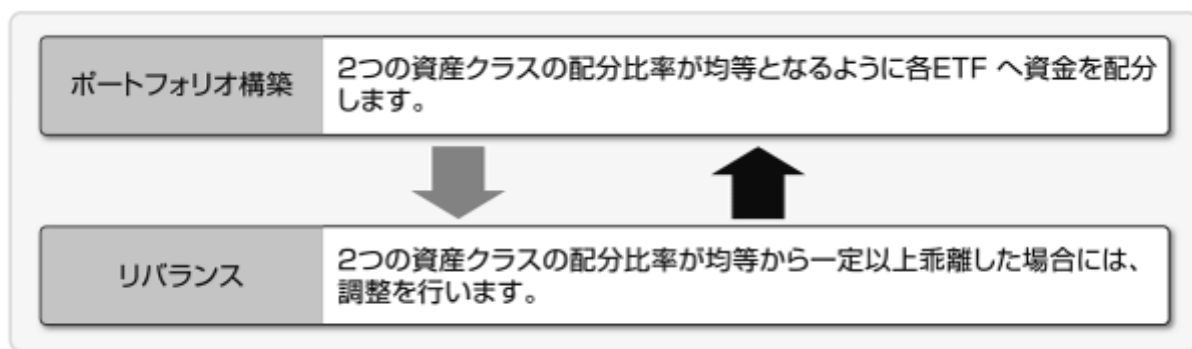 ポートフォリオ構築
2つの資産クラスの配分比率が均等となるように各ETF へ資金を配分
します。
リバランス
2つの資産クラスの配分比率が均等から一定以上乖離した場合には、
調整を行います。